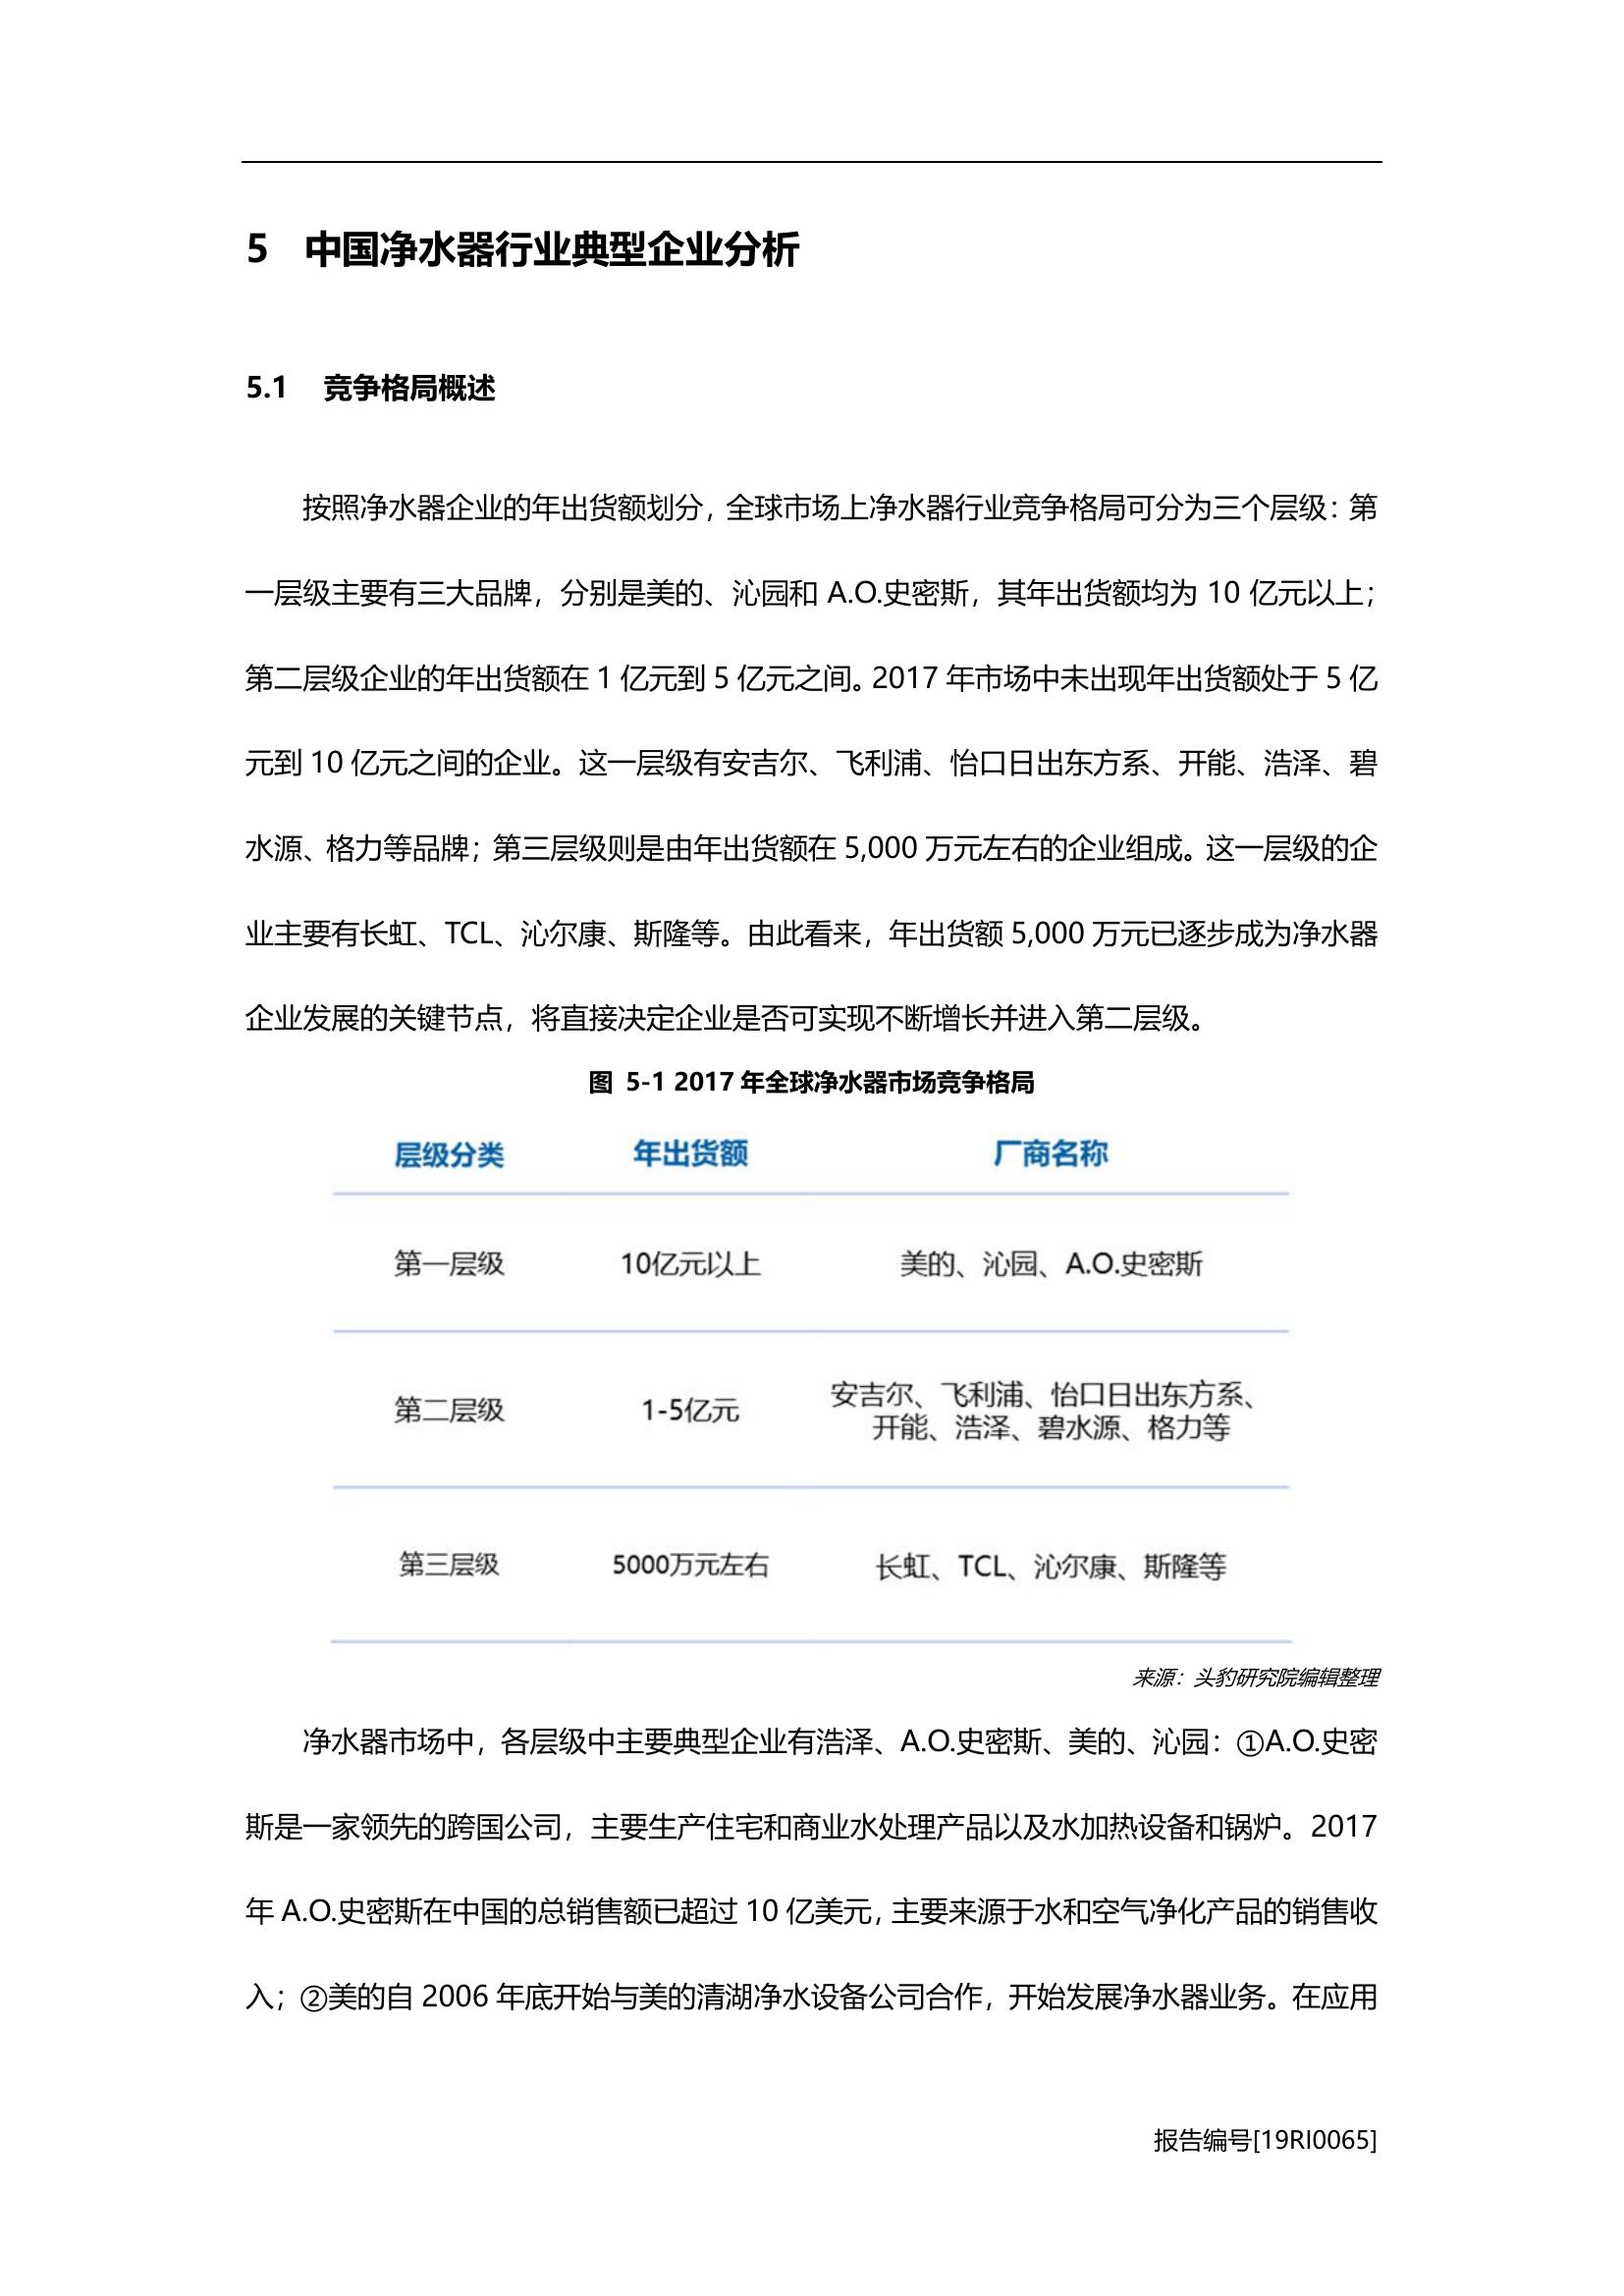 5 中国净水器行业典型企业分析
5.1 竞争格局概述
按照净水器企业的年出货额划分，全球市场上净水器行业竞争格局可分为三个层级：第
一层级主要有三大品牌，分别是美的、沁园和 A.O.史密斯，其年出货额均为 10 亿元以上；
第二层级企业的年出货额在 1 亿元到 5 亿元之间。2017 年市场中未出现年出货额处于 5 亿
元到 10 亿元之间的企业。这一层级有安吉尔、飞利浦、怡口日出东方系、开能、浩泽、碧
水源、格力等品牌；第三层级则是由年出货额在 5,000 万元左右的企业组成。这一层级的企
业主要有长虹、TCL、沁尔康、斯隆等。由此看来，年出货额 5,000 万元已逐步成为净水器
企业发展的关键节点，将直接决定企业是否可实现不断增长并进入第二层级。
图 5-1 2017 年全球净水器市场竞争格局
层级分类 年出货额 厂商名称
第一层级 10亿元以上 美的、沁园、A.O.史密斯
第二层级 1-5亿元 安吉尔、飞利浦、怡口日出东方系、
开能、浩泽、碧水源、格力等
第三层级 5000万元左右 长虹、TCL、沁尔康、斯隆等
来源：头豹研究院编辑整理
净水器市场中，各层级中主要典型企业有浩泽、A.O.史密斯、美的、沁园：①A.O.史密
斯是一家领先的跨国公司，主要生产住宅和商业水处理产品以及水加热设备和锅炉。2017
年 A.O.史密斯在中国的总销售额已超过 10 亿美元，主要来源于水和空气净化产品的销售收
入；②美的自 2006 年底开始与美的清湖净水设备公司合作，开始发展净水器业务。在应用
报告编号[19RI0065]